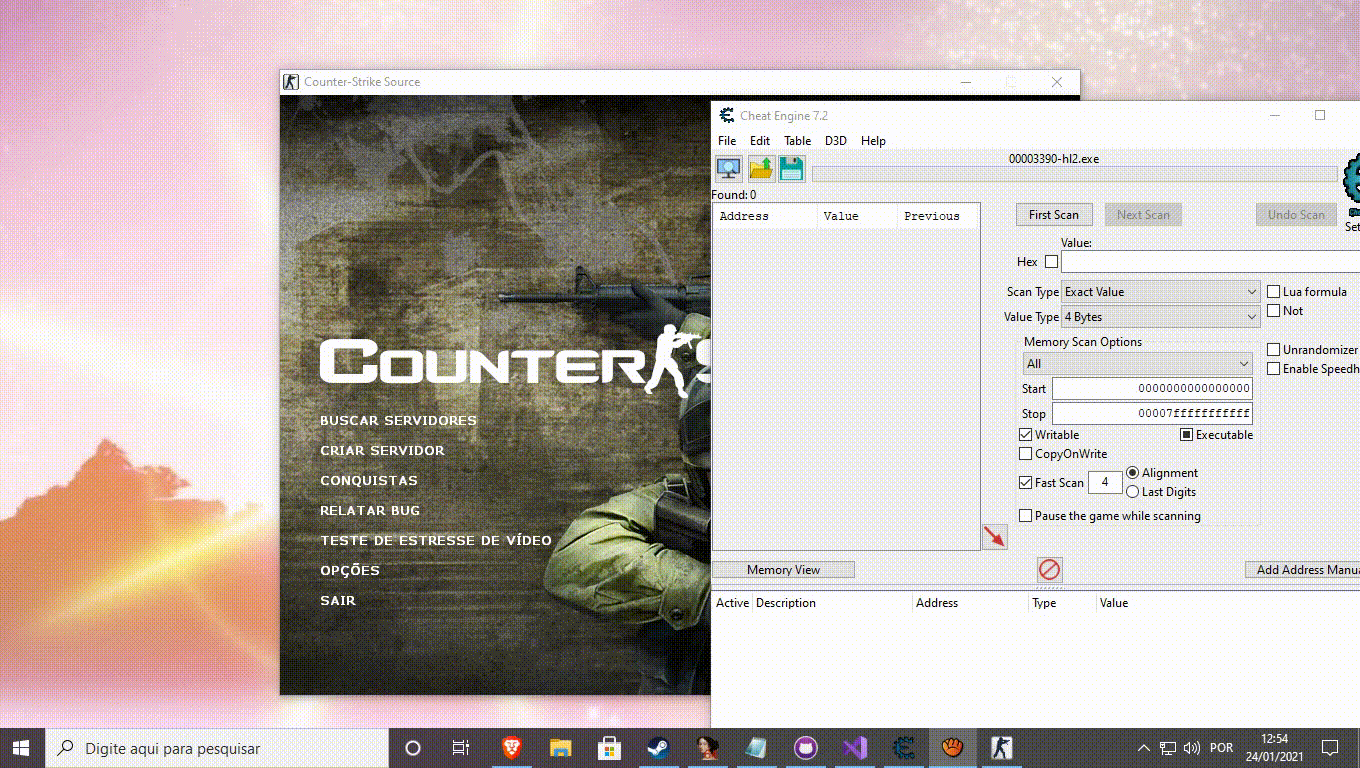 Counter-Strike Source
COUNTER
BUSCAR SERVIDORES
CRIAR SERVIDOR
CONQUISTAS
RELATAR BUG
TESTE DE ESTRESSE DE VÍDEO
OPÇÕES
SAIR
Cheat Engine 7.2
File Edit Table D3D Help
00003390-hl2.exe
Found: 0
Address Value Previous
First Scan Next Scan Undo Scan
Value:
Hex
Scan Type Exact Value Lua formula
Value Type 4 Bytes Not
Memory Scan Options
All
Unrandomizer
Enable Speedh
Start 0000000000000000
Stop 00007fffffffffff
Writable Executable
CopyOnWrite
Fast Scan 4 Alignment
Last Digits
Pause the game while scanning
Memory View Add Address Manua
Active Description Address Type Value
Digite aqui para pesquisar
POR
12:54
24/01/2021